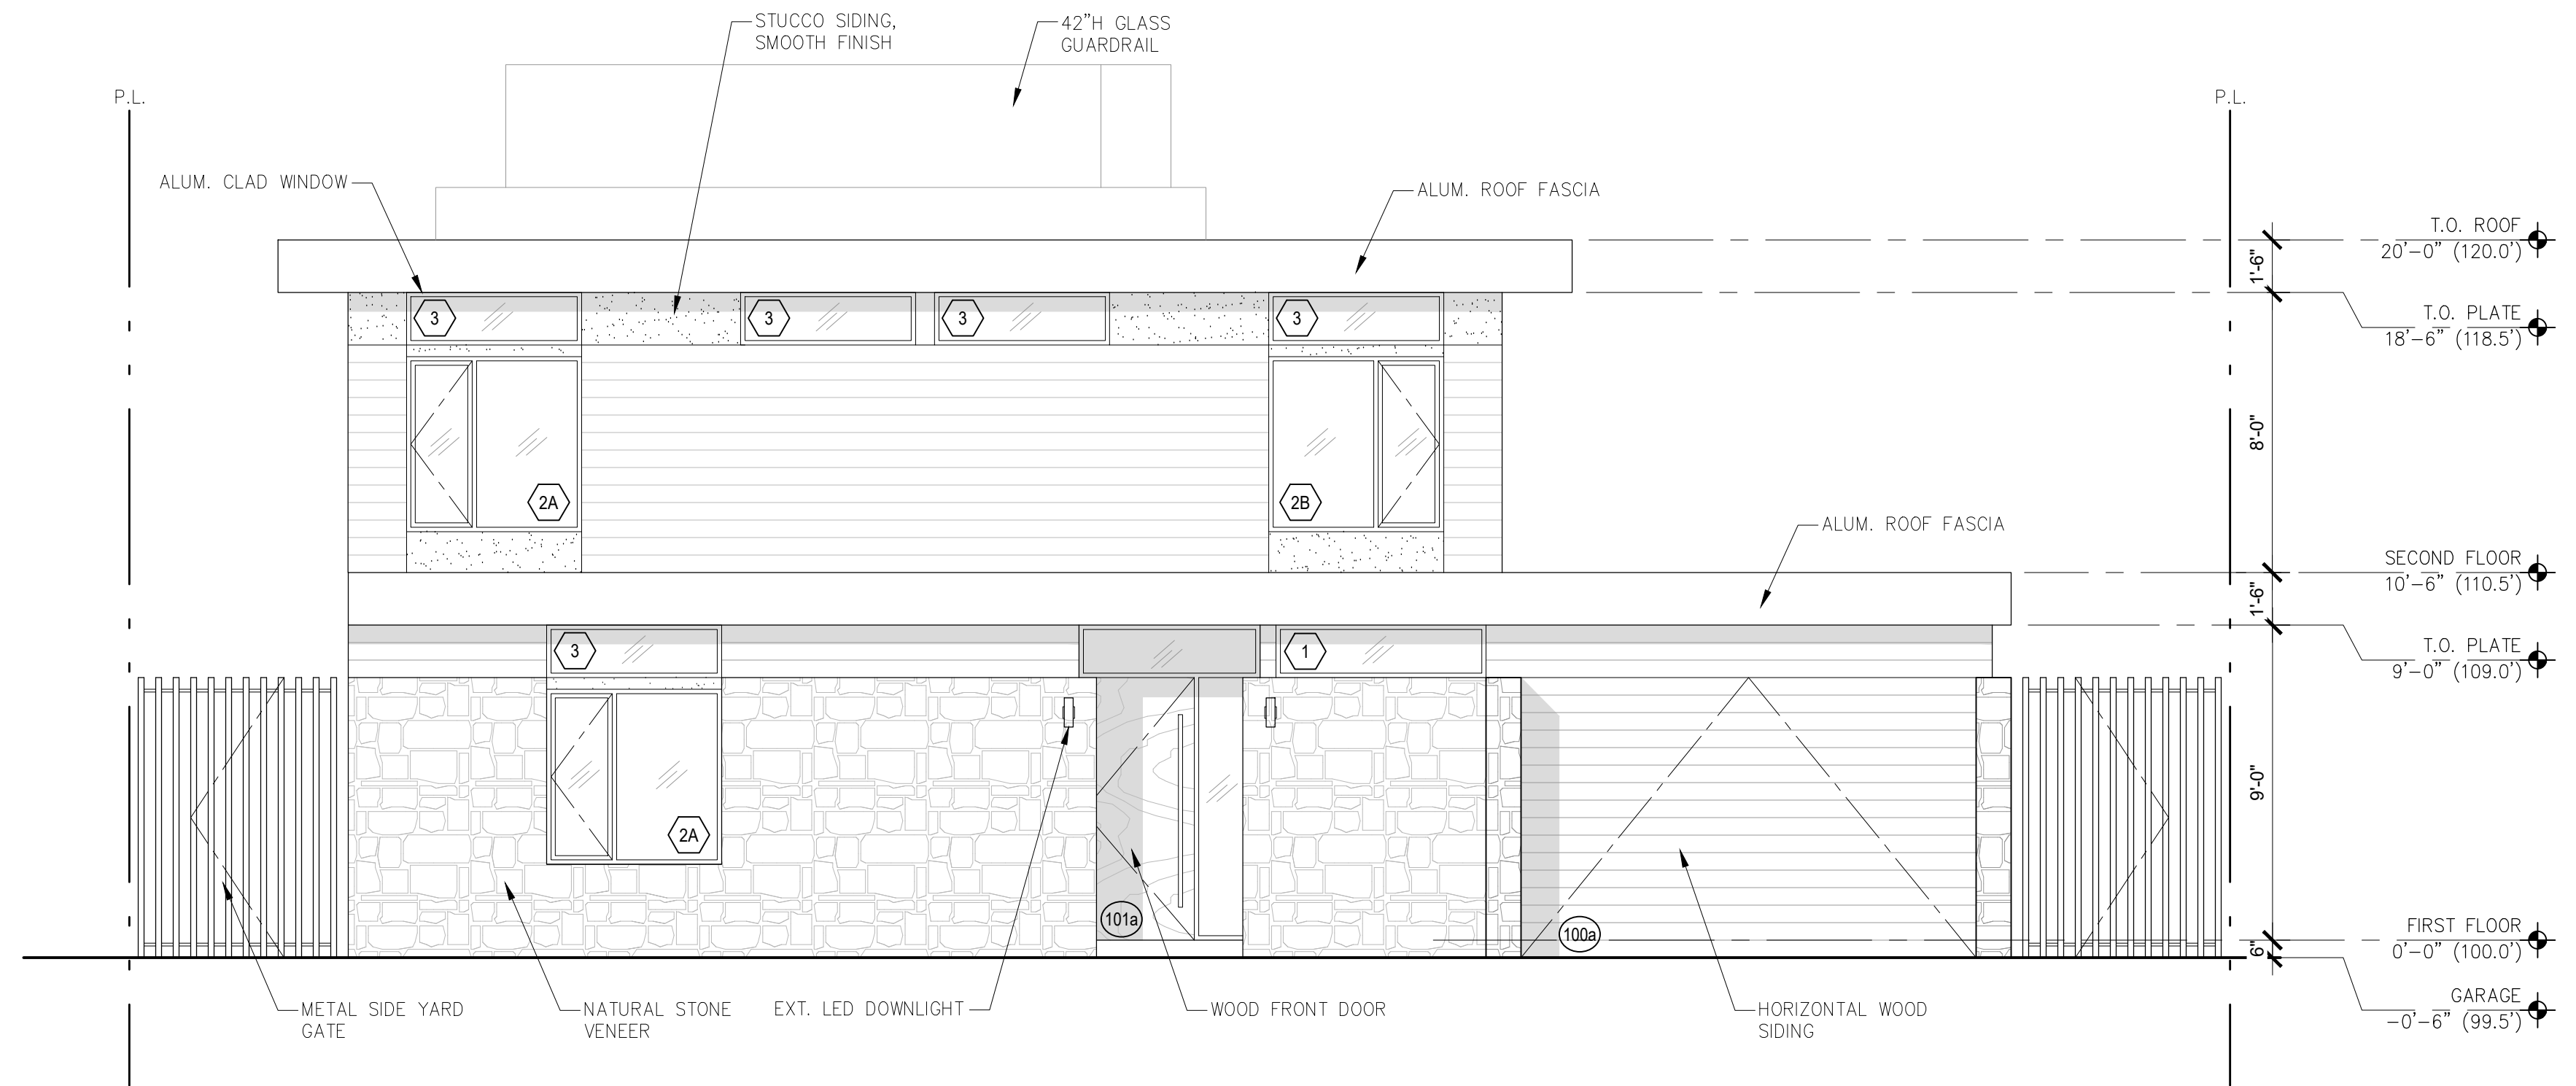 STUCCO SIDING,
SMOOTH FINISH
42"H GLASS
GUARDRAIL
P.L.
P.L.
ALUM. CLAD WINDOW
ALUM. ROOF FASCIA
T.O. ROOF
20'-0" (120.0')
1'-6"
T.O. PLATE
18'-6" (118.5')
3
3
3
3
8'-0"
2A
2B
ALUM. ROOF FASCIA
SECOND FLOOR
10'-6" (110.5')
1'-6"
T.O. PLATE
9'-0" (109.0')
3
1
9'-0"
2A
101a
100a
FIRST FLOOR
0'-0" (100.0')
6"
GARAGE
-0'-6" (99.5')
METAL SIDE YARD
GATE
NATURAL STONE
VENEER
EXT. LED DOWNLIGHT
WOOD FRONT DOOR
HORIZONTAL WOOD
SIDING